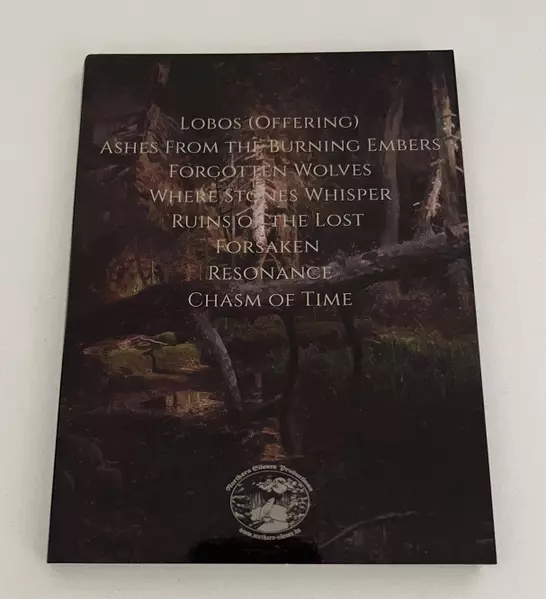 Lobos (Offering)
Ashes From the Burning Embers
Forgotten Wolves
Where Stones Whisper
Ruins of the Lost
Forsaken
Resonance
Chasm of Time
Northern Silence Productions